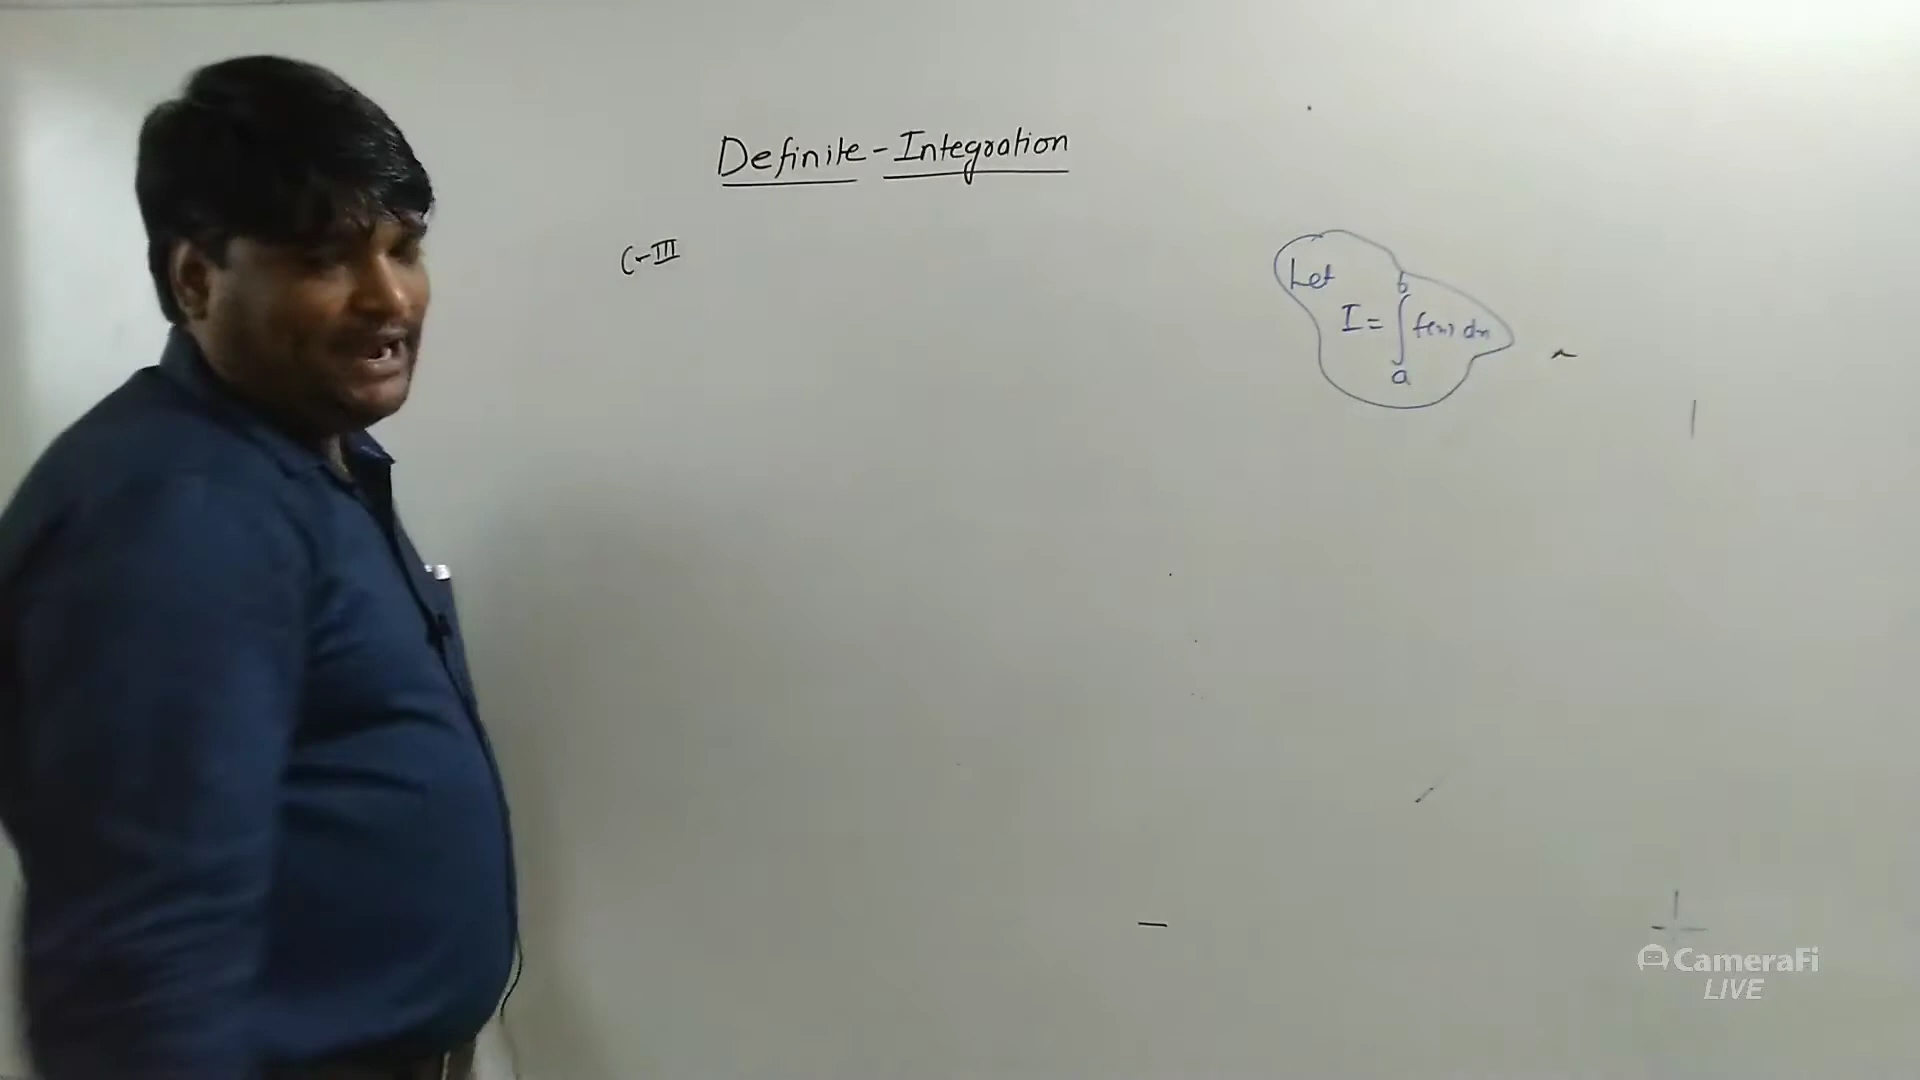 Definite-Integration
C-III
Let
b
I = ∫ f(x) dx
a
CameraFi
LIVE